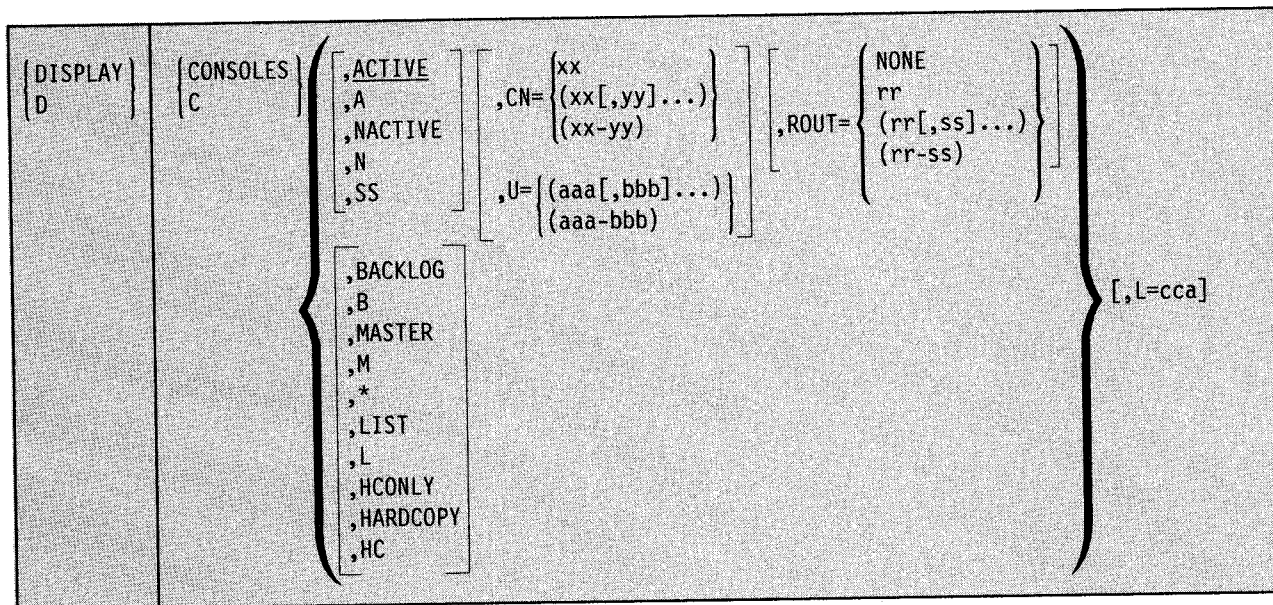 DISPLAY
D
CONSOLES
C
,ACTIVE
,A
,NACTIVE
,N
,SS
,CN=
xx
(xx[,yy]...)
(xx-yy)
,U=
(aaa[,bbb]...)
(aaa-bbb)
,ROUT=
NONE
rr
(rr[,ss]...)
(rr-ss)
,BACKLOG
,B
,MASTER
,M
,*
,LIST
,L
,HCONLY
,HARDCOPY
,HC
[,L=cca]